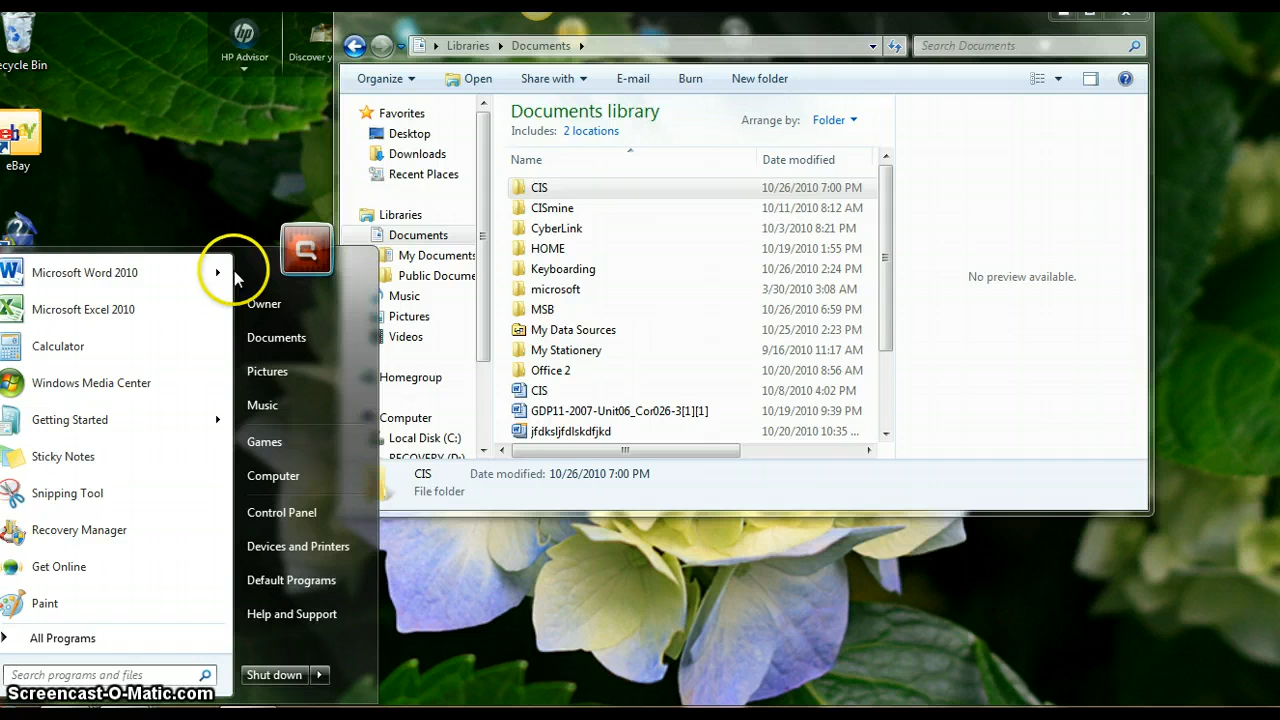 ecycle Bin
hp
HP Advisor
Discover y
ebY
eBay
Libraries
Documents
Search Documents
Organize
Open
Share with
E-mail
Burn
New folder
Favorites
Desktop
Downloads
Recent Places
Libraries
Documents
My Documents
Public Docume
Music
Pictures
Videos
Homegroup
Computer
Local Disk (C:)
RECOVERY (D:)
Documents library
Includes: 2 locations
Arrange by: Folder
Name Date modified
CIS 10/26/2010 7:00 PM
CISmine 10/11/2010 8:12 AM
CyberLink 10/3/2010 8:21 PM
HOME 10/19/2010 1:55 PM
Keyboarding 10/26/2010 2:24 PM
microsoft 3/30/2010 3:08 AM
MSB 10/26/2010 6:59 PM
My Data Sources 10/25/2010 2:23 PM
My Stationery 9/16/2010 11:17 AM
Office 2 10/20/2010 8:56 AM
CIS 10/8/2010 4:02 PM
GDP11-2007-Unit06_Cor026-3[1][1] 10/19/2010 9:39 PM
jfdksljfdlskdfjkd 10/20/2010 10:35 ...
No preview available.
CIS Date modified: 10/26/2010 7:00 PM
File folder
Microsoft Word 2010
Microsoft Excel 2010
Calculator
Windows Media Center
Getting Started
Sticky Notes
Snipping Tool
Recovery Manager
Get Online
Paint
All Programs
Search programs and files
Owner
Documents
Pictures
Music
Games
Computer
Control Panel
Devices and Printers
Default Programs
Help and Support
Shut down
Screencast-O-Matic.com